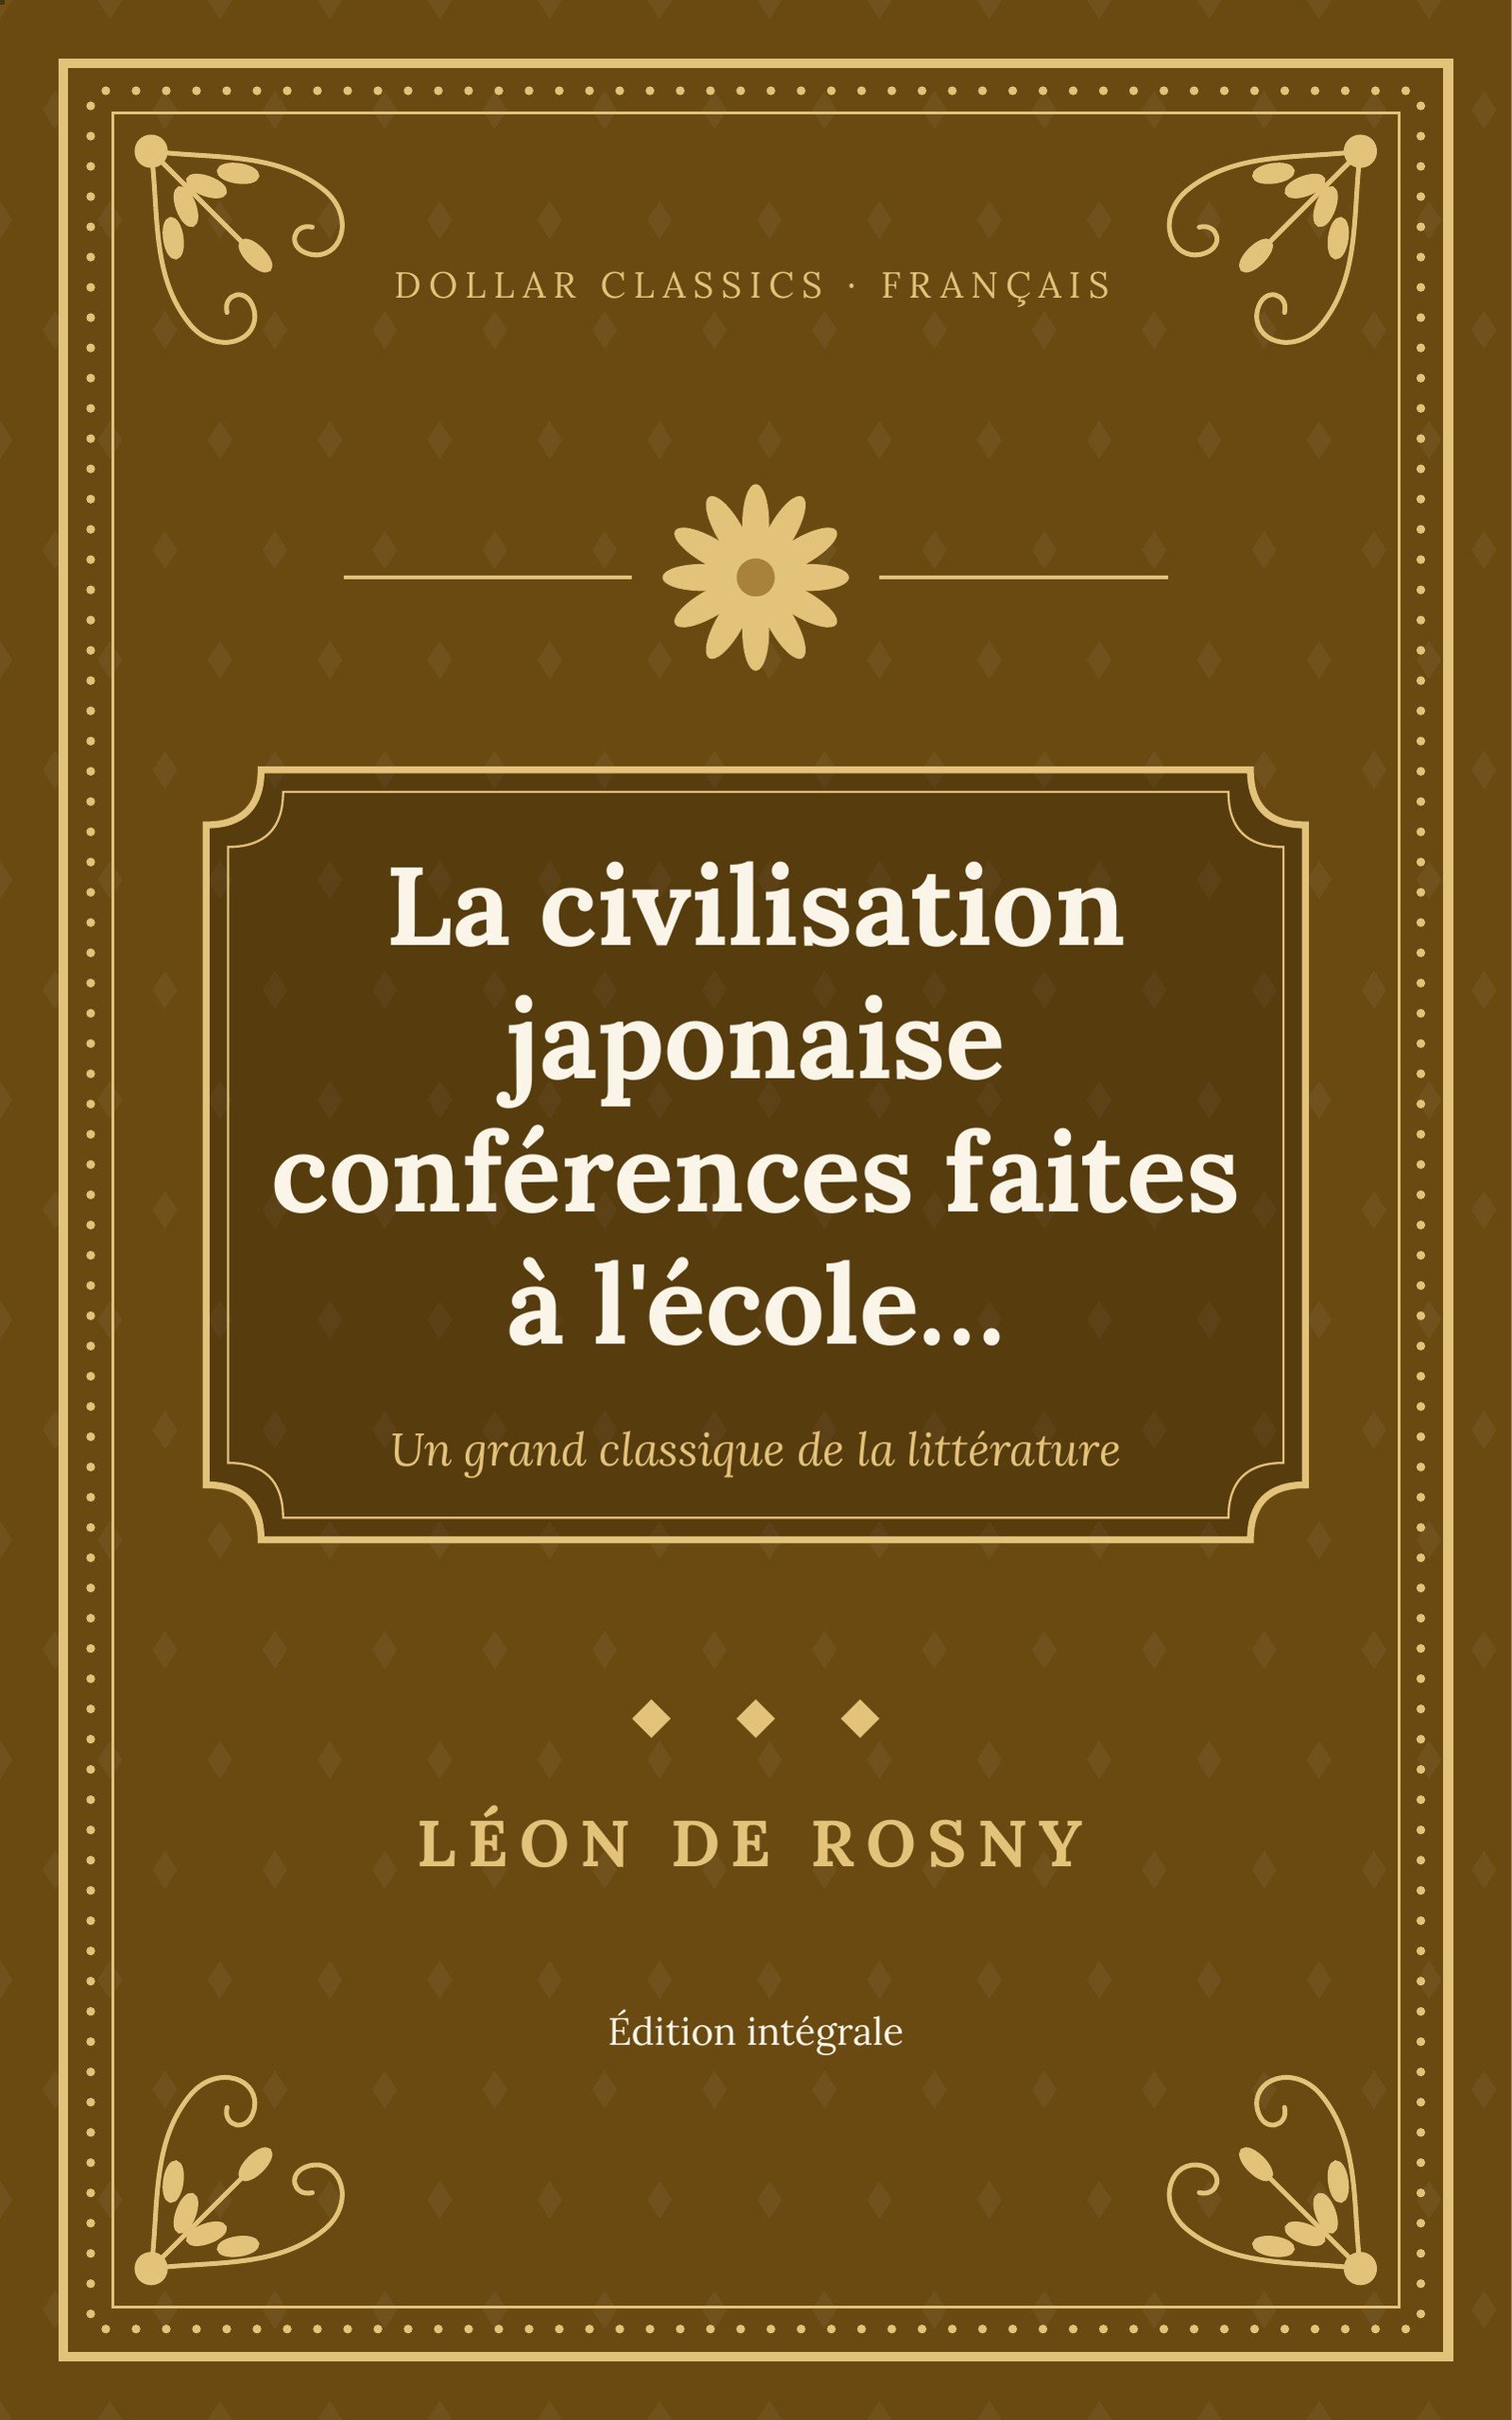 DOLLAR CLASSICS · FRANÇAIS
La civilisation
japonaise
conférences faites
à l'école...
Un grand classique de la littérature
LÉON DE ROSNY
Édition intégrale